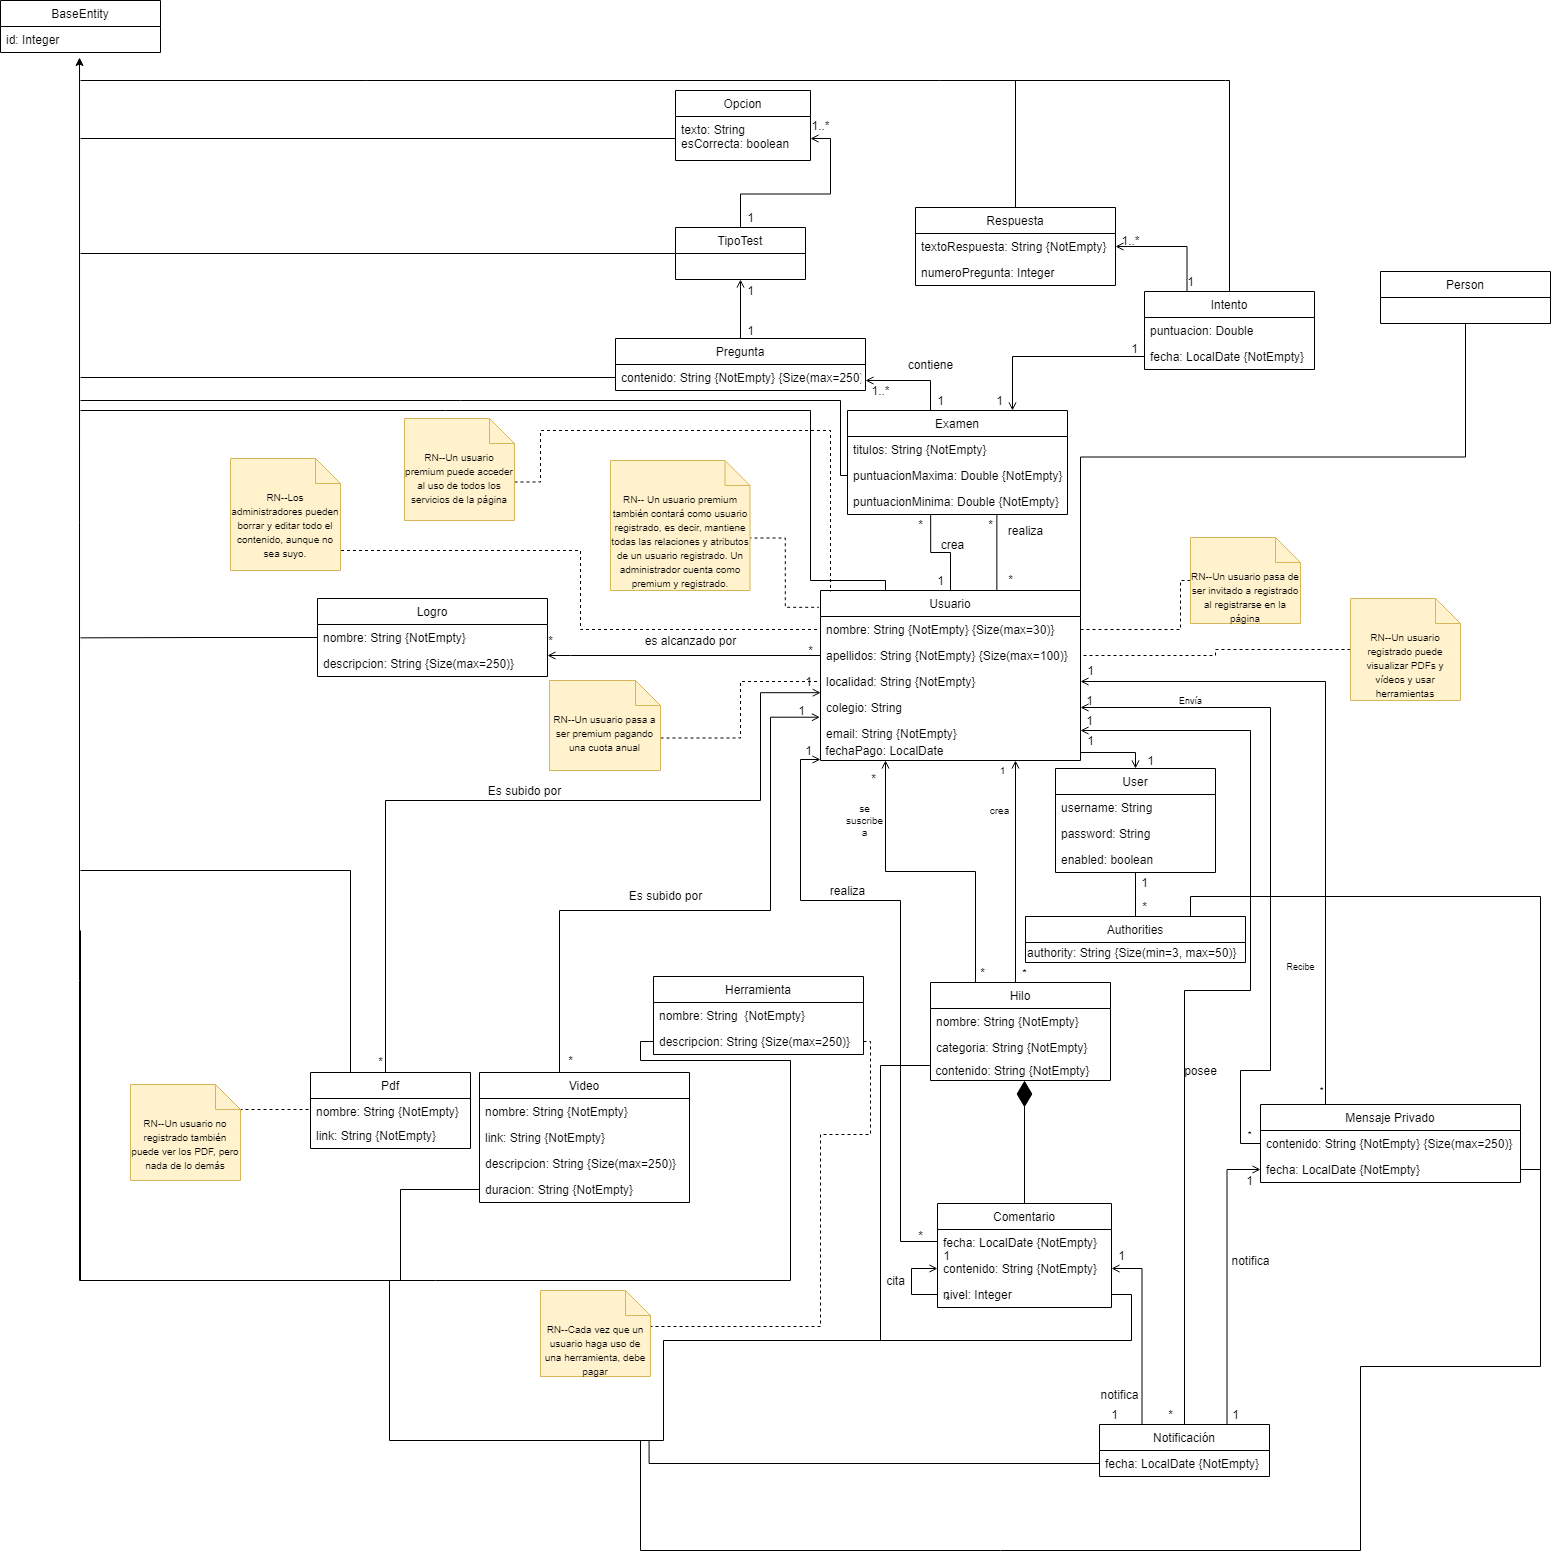 BaseEntity
id: Integer
Opcion
texto: String
esCorrecta: boolean
1..*
1
TipoTest
1
1
Respuesta
textoRespuesta: String {NotEmpty}
numeroPregunta: Integer
1..*
1
Intento
puntuacion: Double
fecha: LocalDate {NotEmpty}
1
1
Person
Pregunta
contenido: String {NotEmpty} {Size(max=250)
contiene
1..*
1
Examen
titulos: String {NotEmpty}
puntuacionMaxima: Double {NotEmpty}
puntuacionMinima: Double {NotEmpty}
*
*
realiza
crea
1
*
RN--Un usuario
premium puede acceder
al uso de todos los
servicios de la página
RN--Los
administradores pueden
borrar y editar todo el
contenido, aunque no
sea suyo.
RN-- Un usuario premium
también contará como usuario
registrado, es decir, mantiene
todas las relaciones y atributos
de un usuario registrado. Un
administrador cuenta como
premium y registrado.
RN--Un usuario pasa de
ser invitado a registrado
al registrarse en la
página
RN--Un usuario
registrado puede
visualizar PDFs y
vídeos y usar
herramientas
Logro
nombre: String {NotEmpty}
descripcion: String {Size(max=250)}
*
es alcanzado por
*
Usuario
nombre: String {NotEmpty} {Size(max=30)}
apellidos: String {NotEmpty} {Size(max=100)}
localidad: String {NotEmpty}
colegio: String
email: String {NotEmpty}
fechaPago: LocalDate
RN--Un usuario pasa a
ser premium pagando
una cuota anual
1
1
1
1
1
Envía
1
1
1
User
username: String
password: String
enabled: boolean
1
*
Authorities
authority: String {Size(min=3, max=50)}
Es subido por
Es subido por
realiza
*
se
suscribe
a
1
crea
*
*
Recibe
posee
Herramienta
nombre: String  {NotEmpty}
descripcion: String {Size(max=250)}
Hilo
nombre: String {NotEmpty}
categoria: String {NotEmpty}
contenido: String {NotEmpty}
*
*
Pdf
nombre: String {NotEmpty}
link: String {NotEmpty}
Video
nombre: String {NotEmpty}
link: String {NotEmpty}
descripcion: String {Size(max=250)}
duracion: String {NotEmpty}
RN--Un usuario no
registrado también
puede ver los PDF, pero
nada de lo demás
*
*
Mensaje Privado
contenido: String {NotEmpty} {Size(max=250)}
fecha: LocalDate {NotEmpty}
1
notifica
Comentario
fecha: LocalDate {NotEmpty}
contenido: String {NotEmpty}
nivel: Integer
*
1
cita
*
1
RN--Cada vez que un
usuario haga uso de
una herramienta, debe
pagar
notifica
1
*
1
Notificación
fecha: LocalDate {NotEmpty}